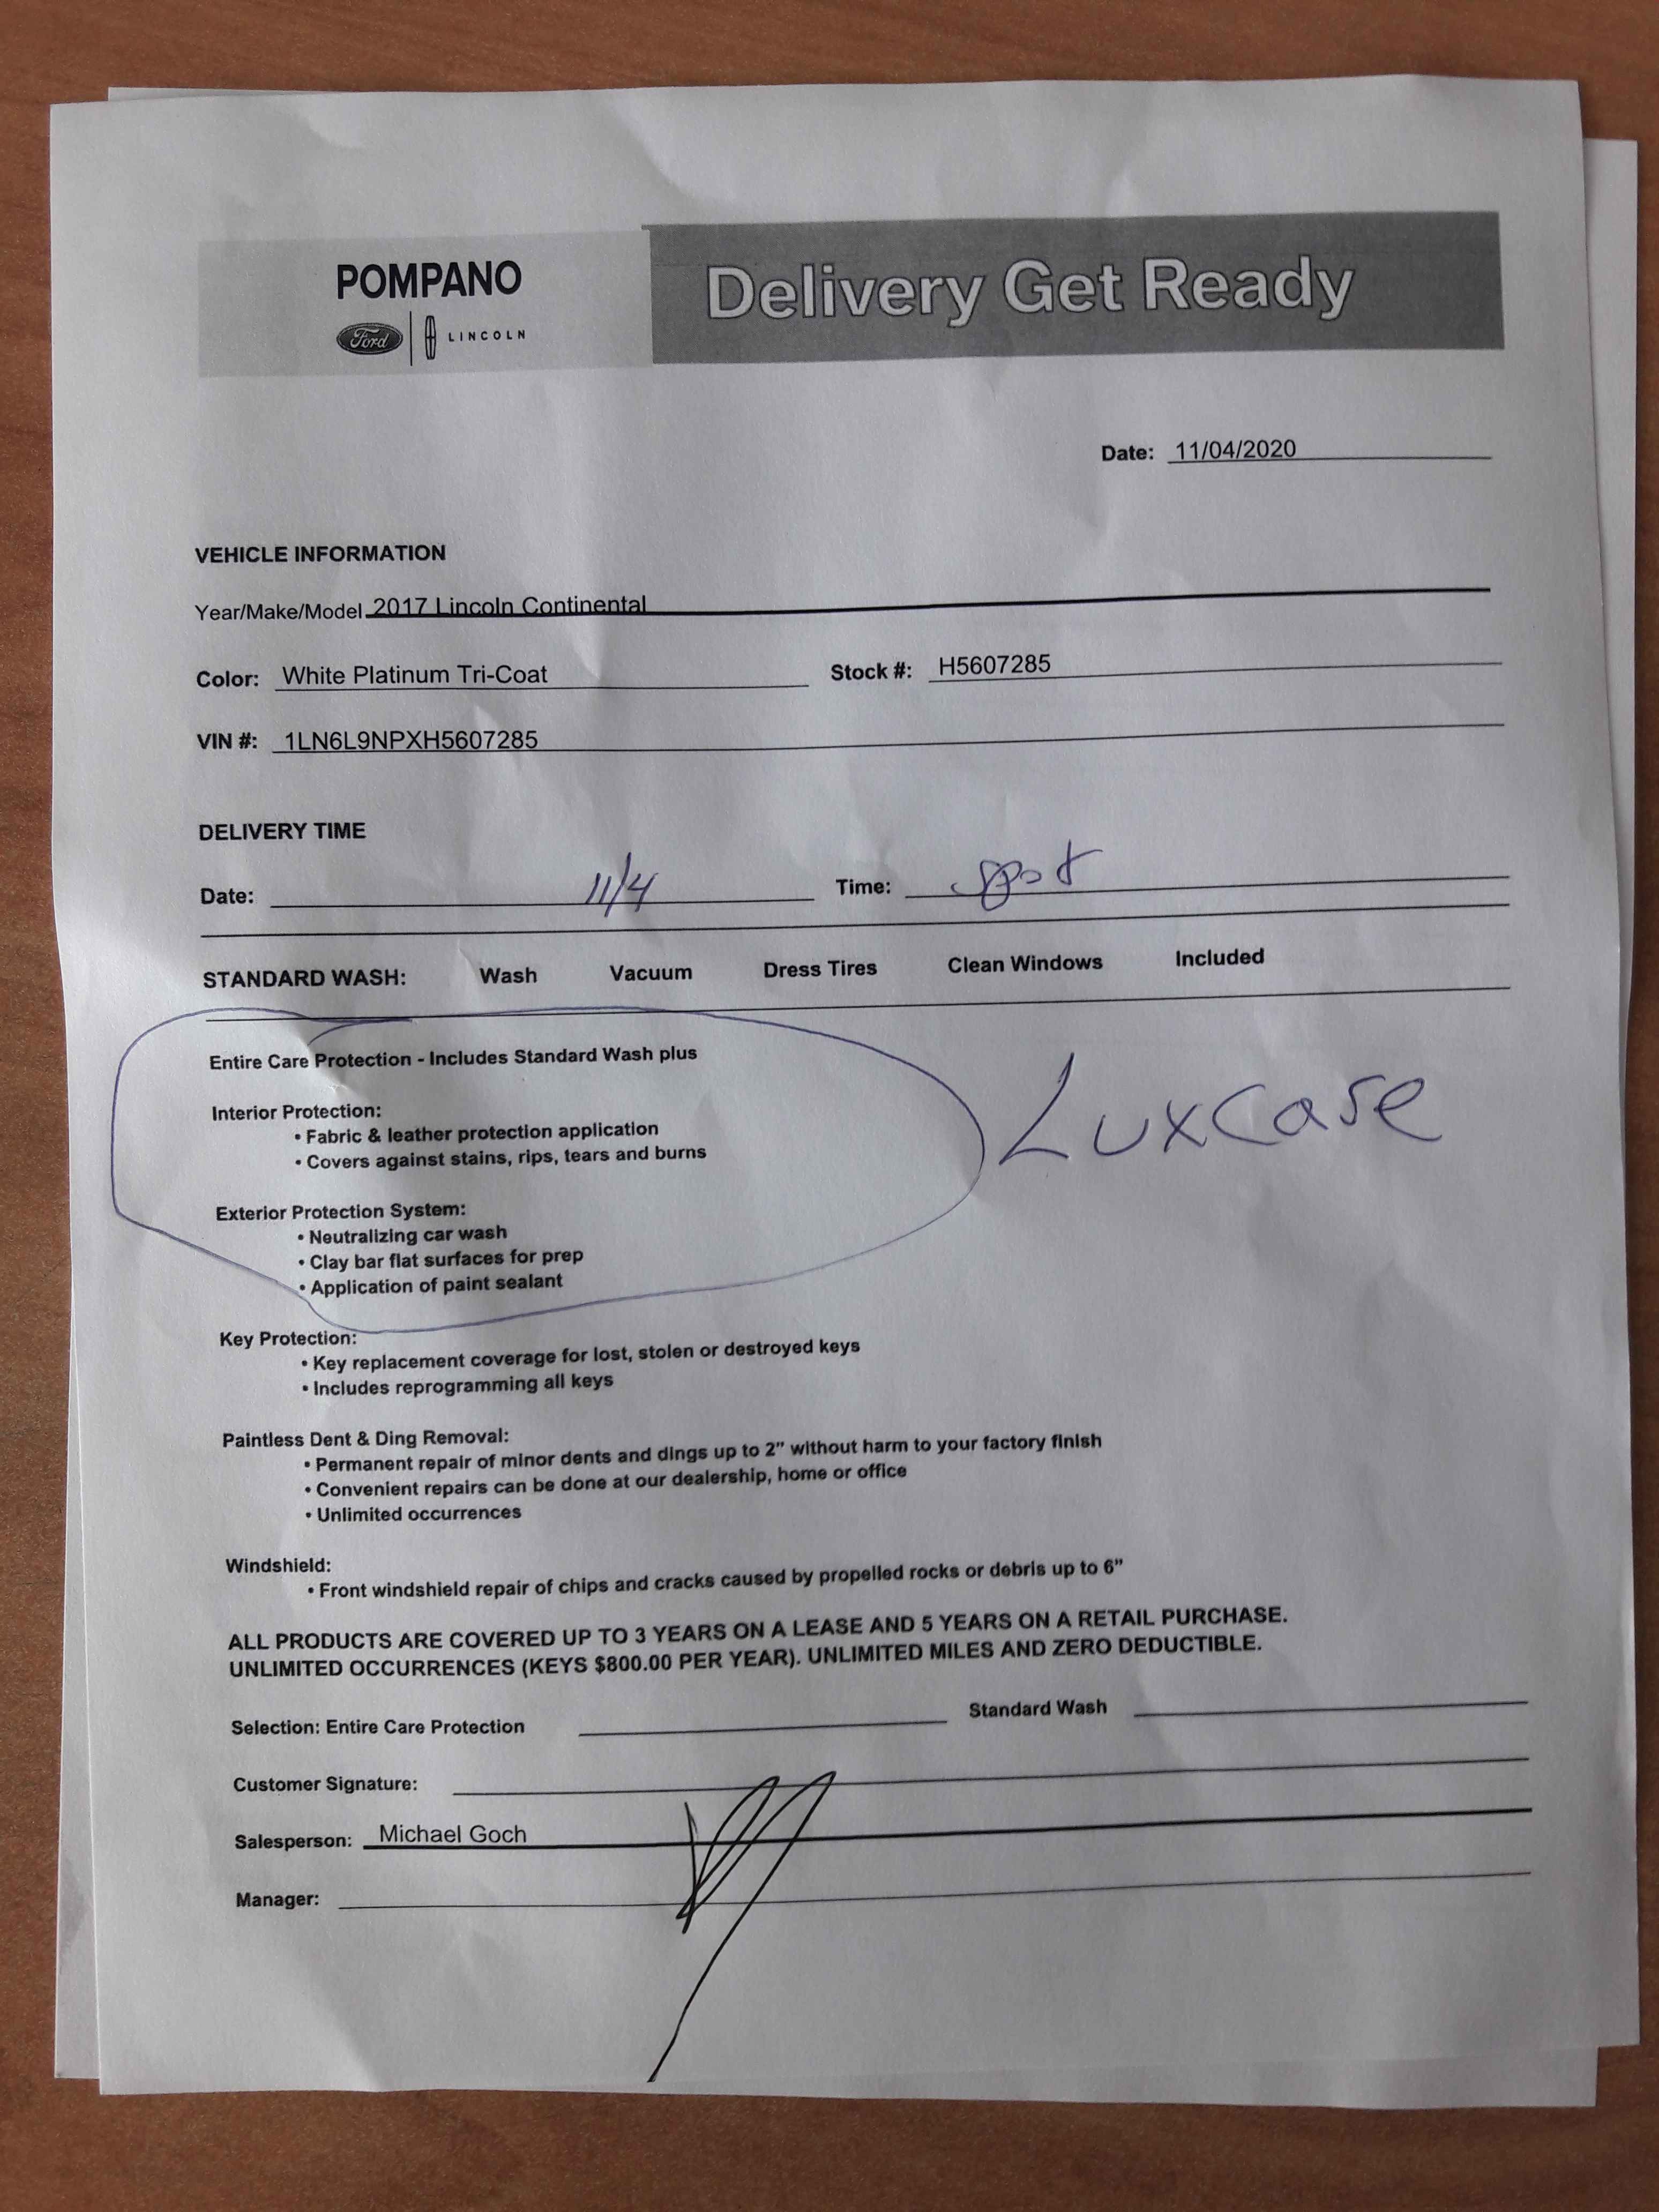 POMPANO
Ford LINCOLN
Delivery Get Ready
Date: 11/04/2020
VEHICLE INFORMATION
Year/Make/Model 2017 Lincoln Continental
Color: White Platinum Tri-Coat Stock #: H5607285
VIN #: 1LN6L9NPXH5607285
DELIVERY TIME
Date: 11/4 Time: spot
STANDARD WASH: Wash Vacuum Dress Tires Clean Windows Included
Entire Care Protection - Includes Standard Wash plus
Luxcase
Interior Protection:
• Fabric & leather protection application
• Covers against stains, rips, tears and burns
Exterior Protection System:
• Neutralizing car wash
• Clay bar flat surfaces for prep
• Application of paint sealant
Key Protection:
• Key replacement coverage for lost, stolen or destroyed keys
• Includes reprogramming all keys
Paintless Dent & Ding Removal:
• Permanent repair of minor dents and dings up to 2" without harm to your factory finish
• Convenient repairs can be done at our dealership, home or office
• Unlimited occurrences
Windshield:
• Front windshield repair of chips and cracks caused by propelled rocks or debris up to 6"
ALL PRODUCTS ARE COVERED UP TO 3 YEARS ON A LEASE AND 5 YEARS ON A RETAIL PURCHASE.
UNLIMITED OCCURRENCES (KEYS $800.00 PER YEAR). UNLIMITED MILES AND ZERO DEDUCTIBLE.
Selection: Entire Care Protection Standard Wash
Customer Signature:
Salesperson: Michael Goch
Manager: